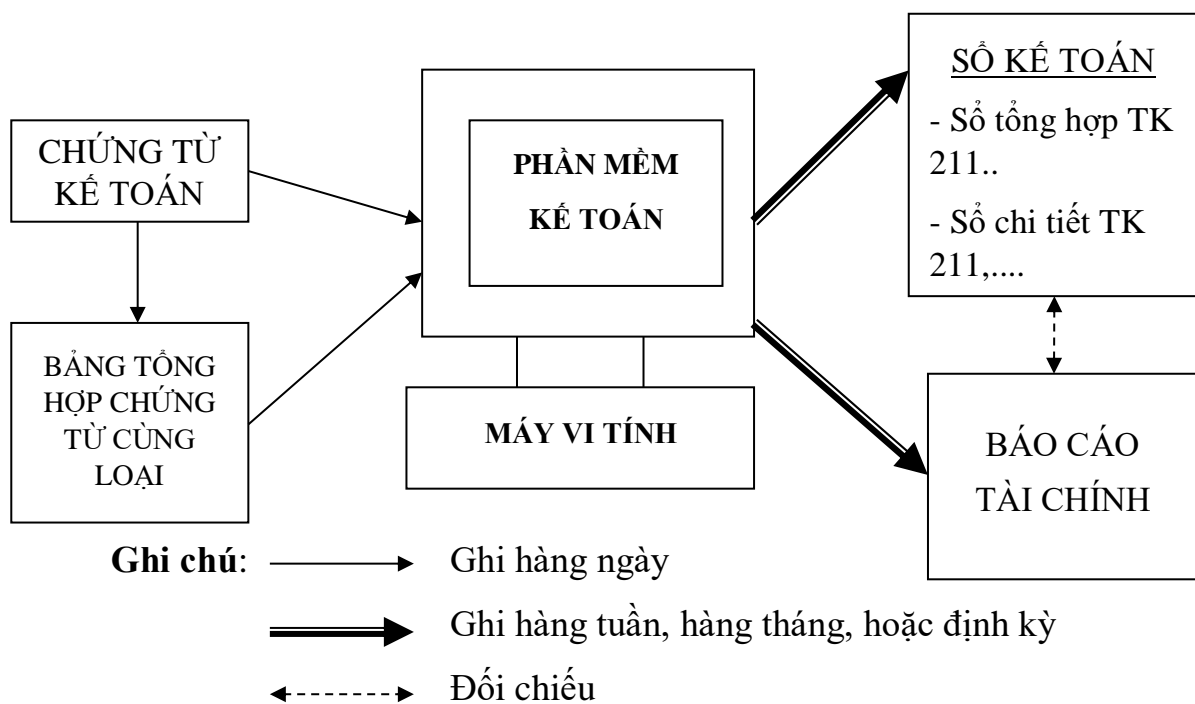 CHỨNG TỪ
KẾ TOÁN
BẢNG TỔNG
HỢP CHỨNG
TỪ CÙNG
LOẠI
PHẦN MỀM
KẾ TOÁN
MÁY VI TÍNH
SỔ KẾ TOÁN
- Sổ tổng hợp TK
211..
- Sổ chi tiết TK
211,....
BÁO CÁO
TÀI CHÍNH
Ghi chú:
Ghi hàng ngày
Ghi hàng tuần, hàng tháng, hoặc định kỳ
Đối chiếu